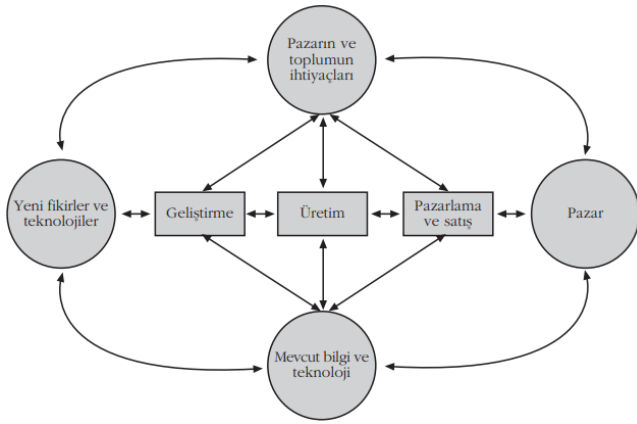 Pazarın ve
toplumun
ihtiyaçları
Yeni fikirler ve
teknolojiler
Geliştirme
Üretim
Pazarlama
ve satış
Pazar
Mevcut bilgi ve
teknoloji